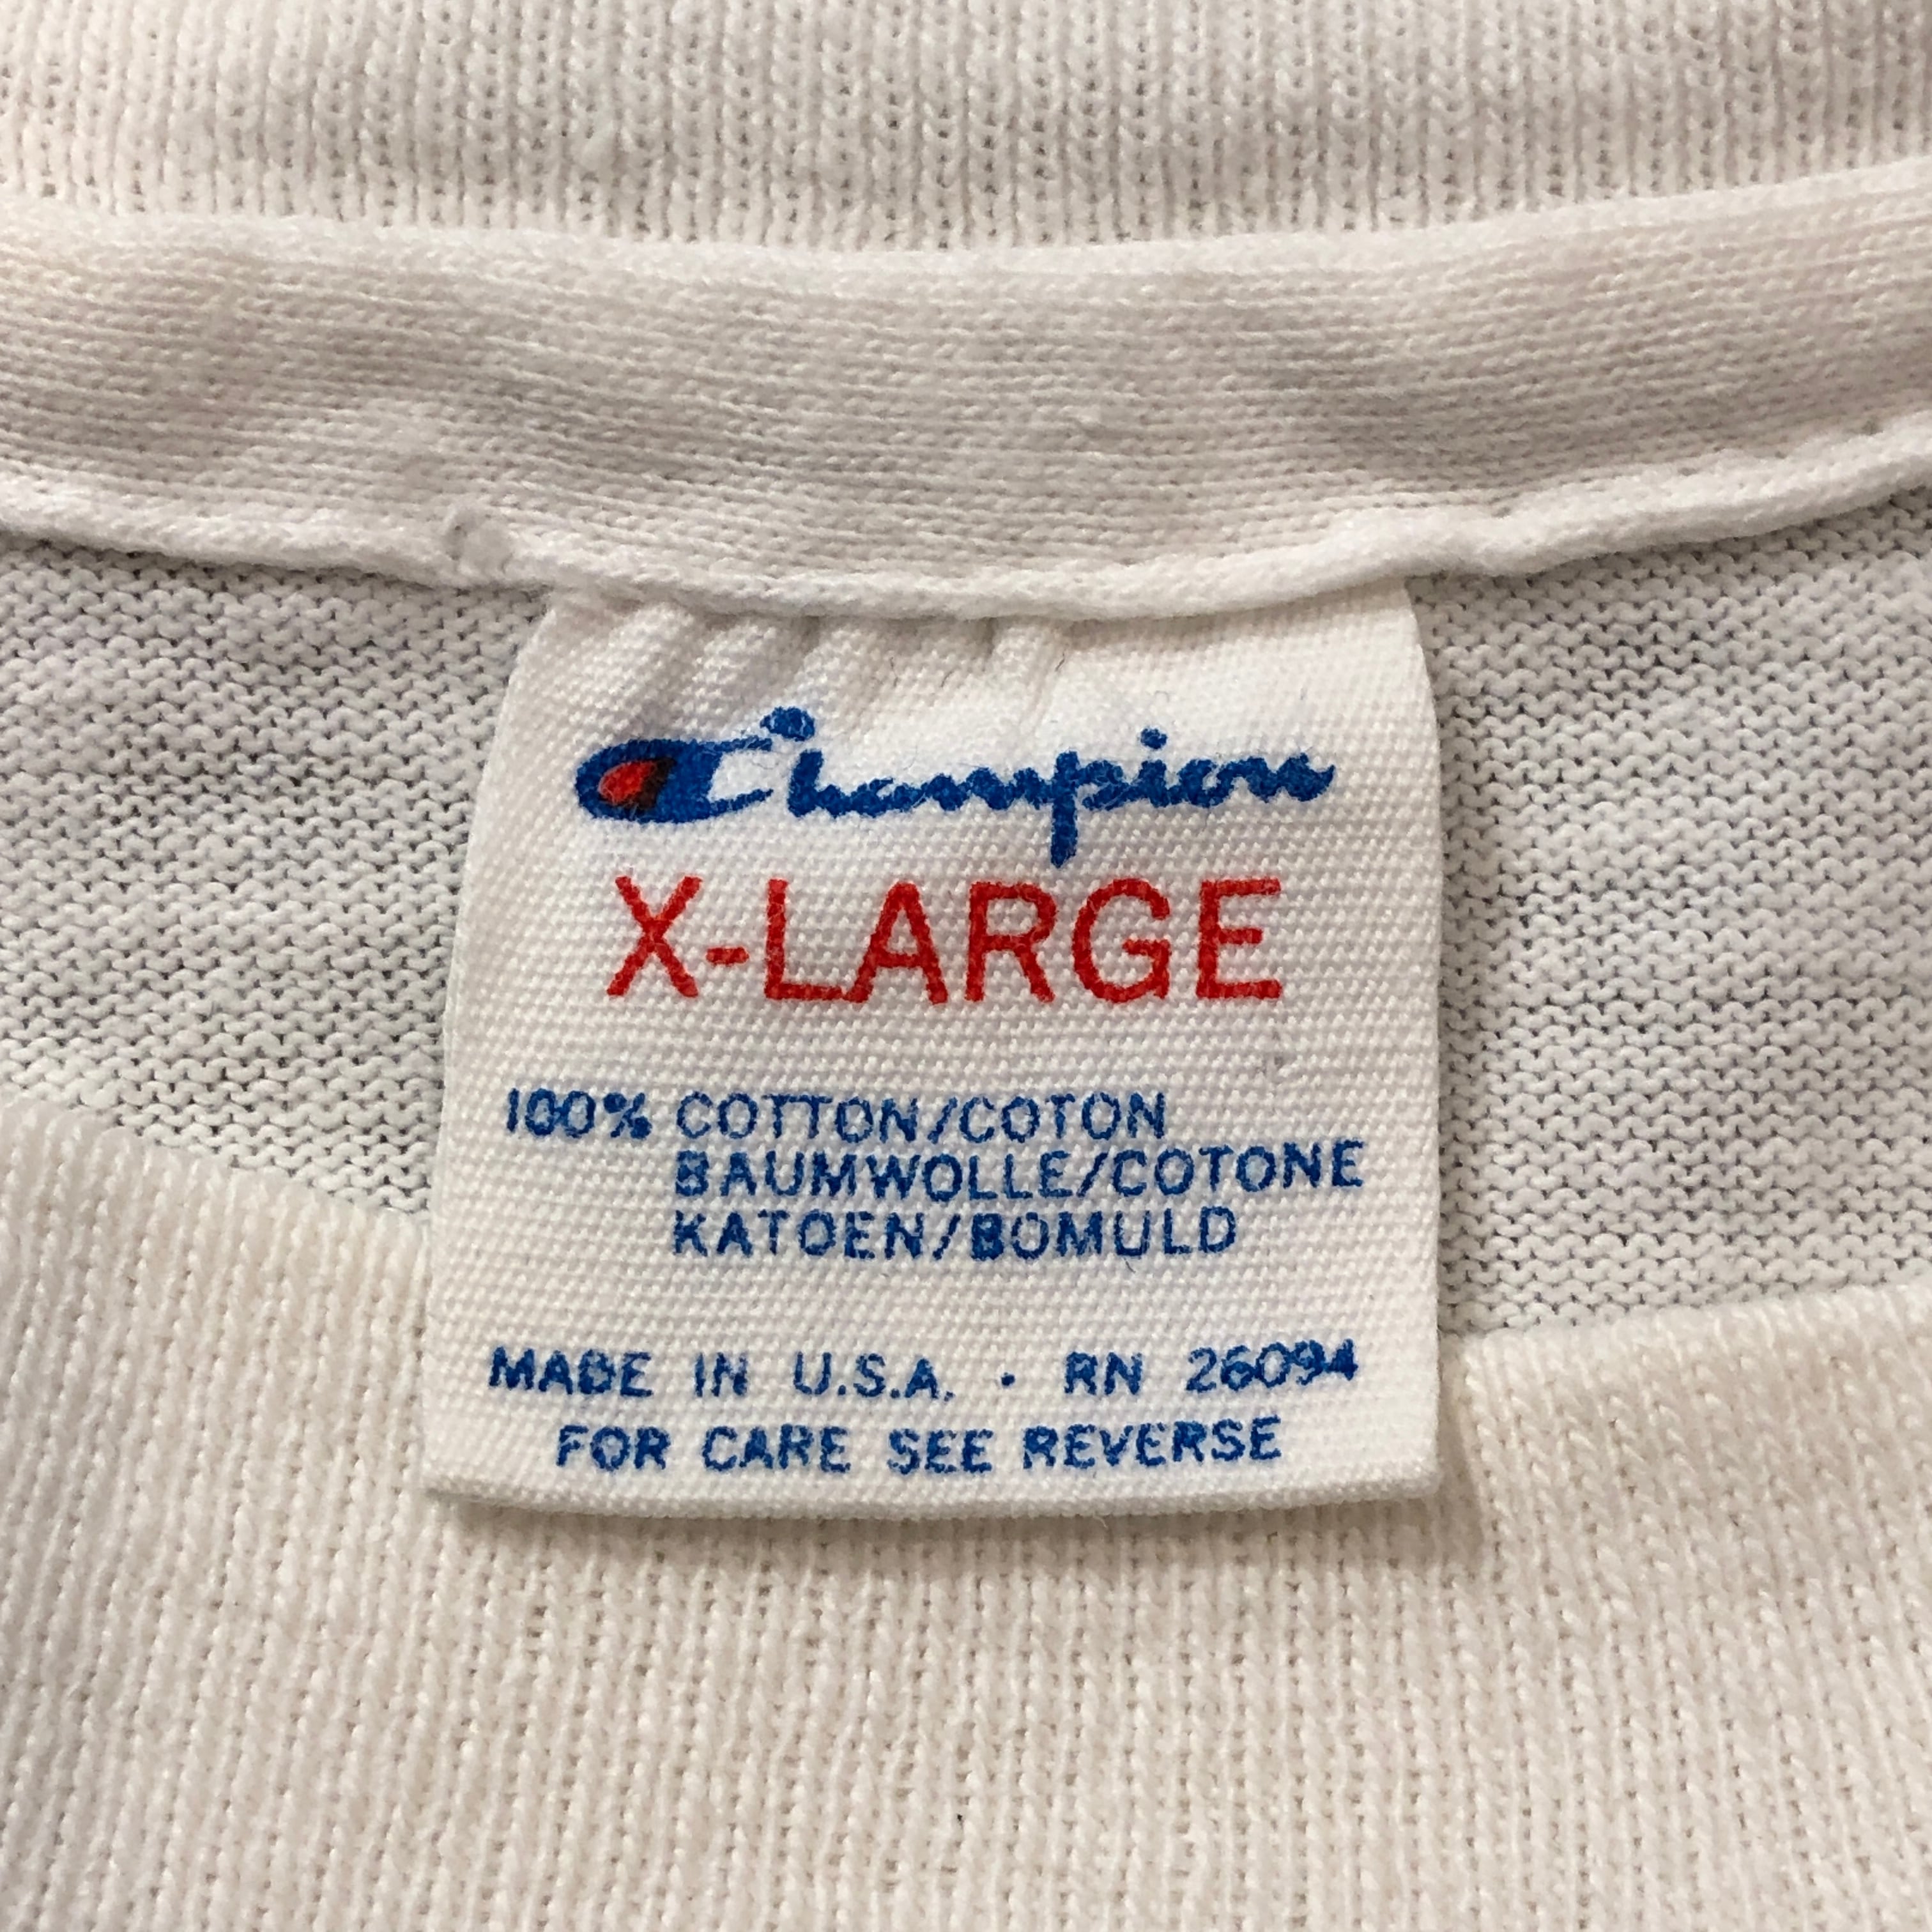 Champion
X-LARGE
100% COTTON/COTON
BAUMWOLLE/COTONE
KATOEN/BOMULD
MADE IN U.S.A. · RN 26094
FOR CARE SEE REVERSE